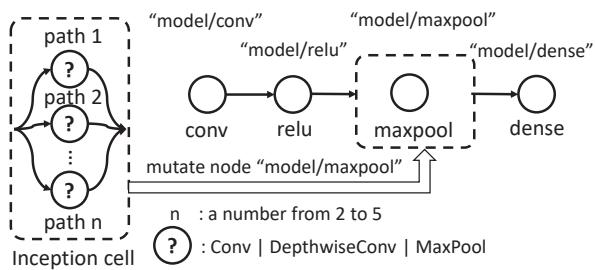 path 1
?
path 2
?
⋮
?
path n
Inception cell
“model/conv”
“model/relu”
“model/maxpool”
“model/dense”
conv
relu
maxpool
dense
mutate node “model/maxpool”
n : a number from 2 to 5
? : Conv | DepthwiseConv | MaxPool